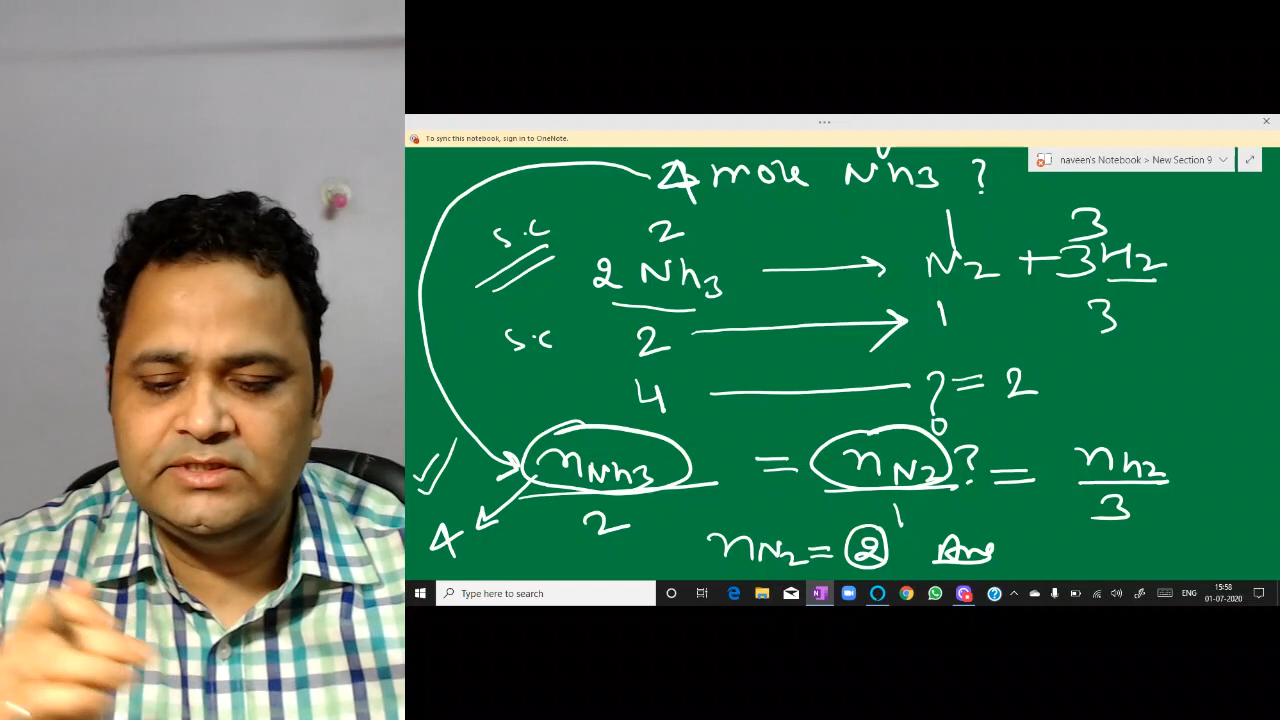 To sync this notebook, sign in to OneNote.
naveen's Notebook > New Section 9
4 mole Nh3 ?
S.C 2 1 3
2 Nh3 → N2 + 3H2
S.C 2 → 1 3
4 ? = 2
nNh3 = nN2 ? = nh2
2 1 3
4
nN2 = 2 Ans
Type here to search
ENG
15:58
01-07-2020